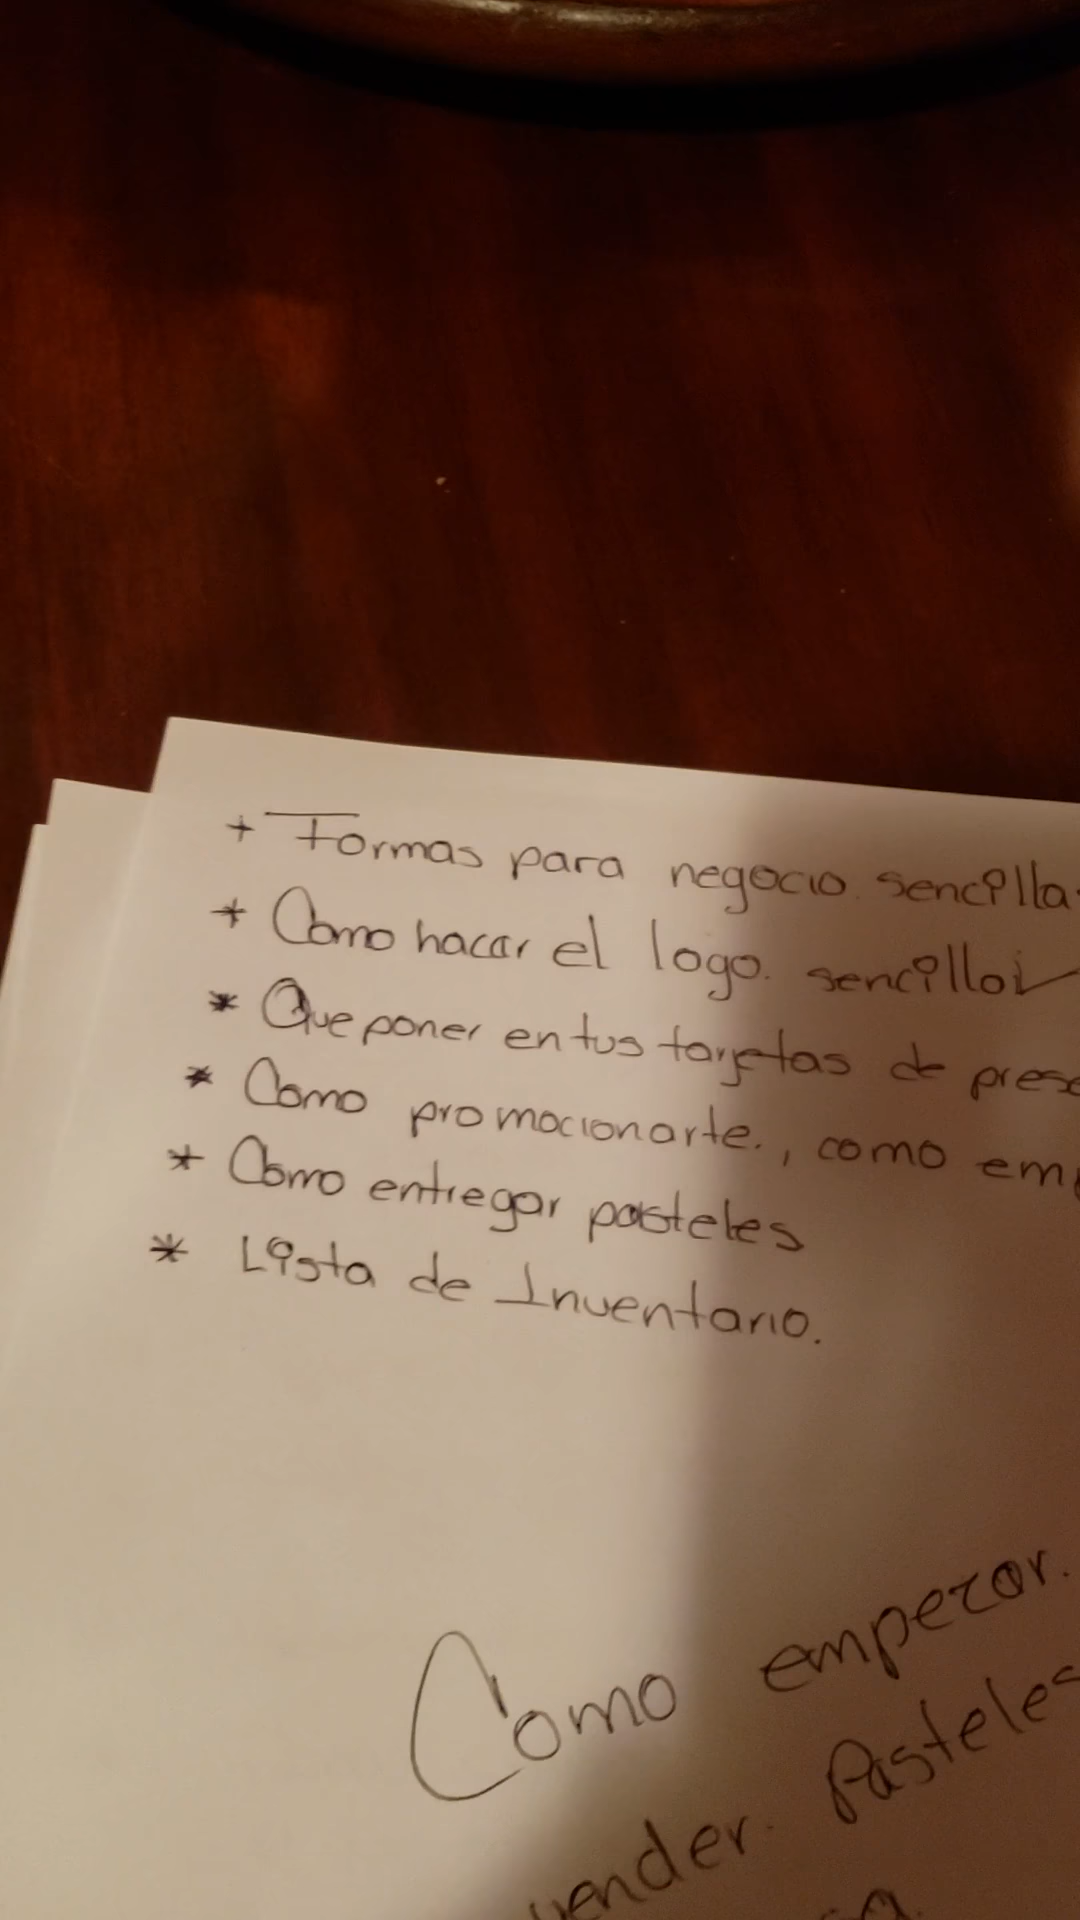 + Formas para negocio. sencilla
* Como hacar el logo. sencillo
* Que poner en tus tarjetas de
* Como promocionarte., como
* Como entregar pasteles
* Lista de Inventario.
Como empezar.
vender. Pasteles